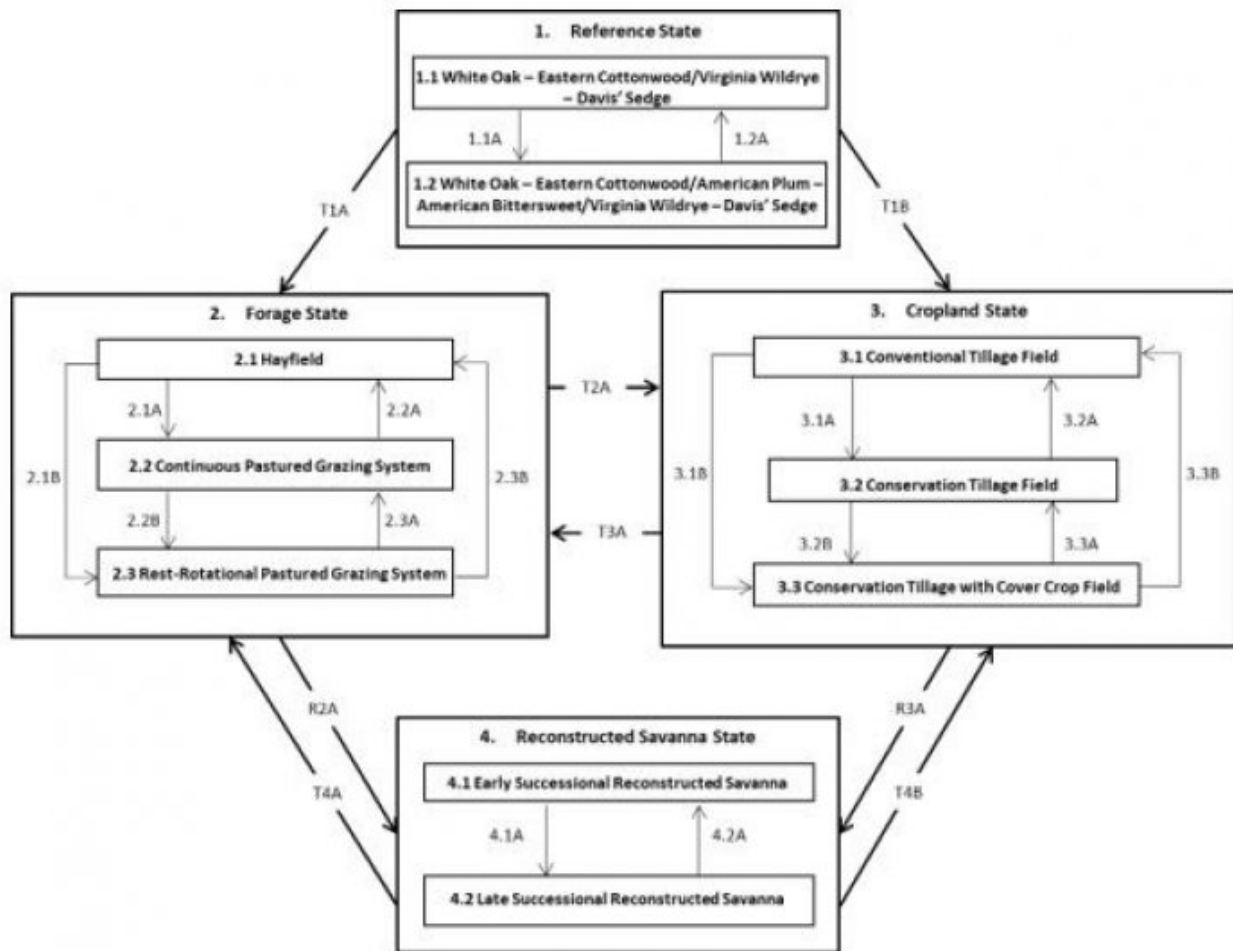 1. Reference State
1.1 White Oak – Eastern Cottonwood/Virginia Wildrye
– Davis' Sedge
1.1A
1.2A
1.2 White Oak – Eastern Cottonwood/American Plum –
American Bittersweet/Virginia Wildrye – Davis' Sedge
T1A
T1B
2. Forage State
2.1 Hayfield
2.1A
2.2A
2.1B
2.2 Continuous Pastured Grazing System
2.3B
2.2B
2.3A
2.3 Rest-Rotational Pastured Grazing System
T2A
T3A
3. Cropland State
3.1 Conventional Tillage Field
3.1A
3.2A
3.1B
3.2 Conservation Tillage Field
3.3B
3.2B
3.3A
3.3 Conservation Tillage with Cover Crop Field
R2A
T4A
R3A
T4B
4. Reconstructed Savanna State
4.1 Early Successional Reconstructed Savanna
4.1A
4.2A
4.2 Late Successional Reconstructed Savanna